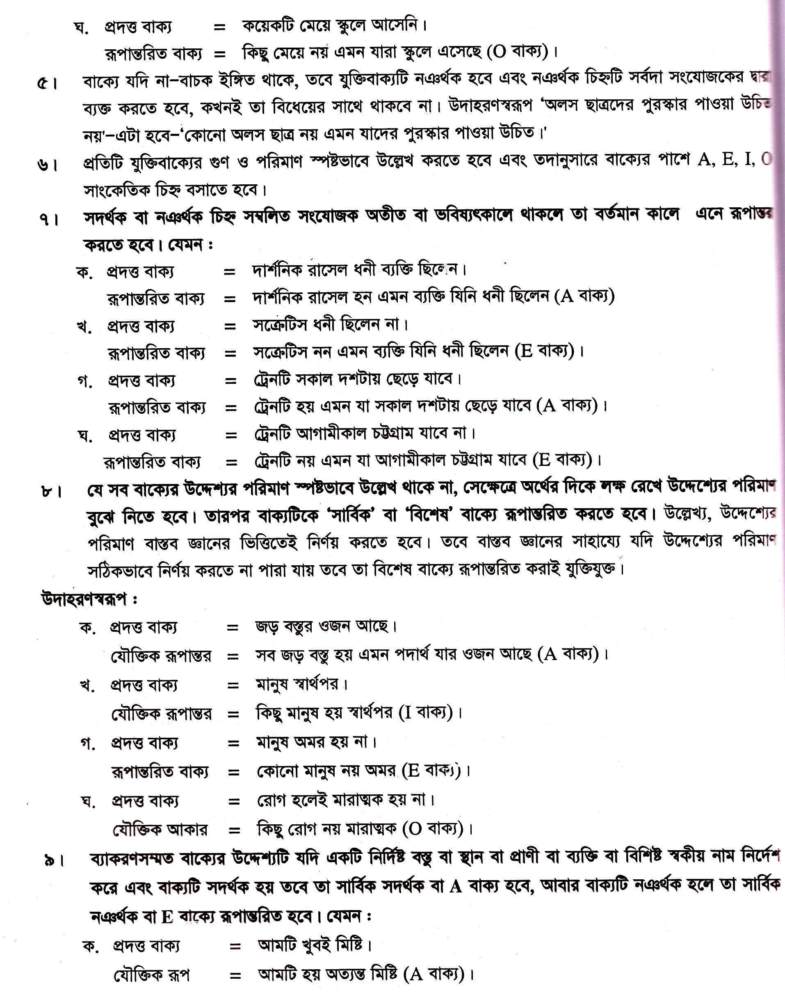 ঘ. প্রদত্ত বাক্য = কয়েকটি মেয়ে স্কুলে আসেনি।
রূপান্তরিত বাক্য = কিছু মেয়ে নয় এমন যারা স্কুলে এসেছে (O বাক্য)।
৫। বাক্যে যদি না-বাচক ইঙ্গিত থাকে, তবে যুক্তিবাক্যটি নঞর্থক হবে এবং নঞর্থক চিহ্নটি সর্বদা সংযোজকের দ্বারা
ব্যক্ত করতে হবে, কখনই তা বিধেয়ের সাথে থাকবে না। উদাহরণস্বরূপ ‘অলস ছাত্রদের পুরস্কার পাওয়া উচিত
নয়'-এটা হবে-‘কোনো অলস ছাত্র নয় এমন যাদের পুরস্কার পাওয়া উচিত।'
৬। প্রতিটি যুক্তিবাক্যের গুণ ও পরিমাণ স্পষ্টভাবে উল্লেখ করতে হবে এবং তদানুসারে বাক্যের পাশে A, E, I, O
সাংকেতিক চিহ্ন বসাতে হবে।
৭। সদর্থক বা নঞর্থক চিহ্ন সম্বলিত সংযোজক অতীত বা ভবিষ্যৎকালে থাকলে তা বর্তমান কালে এনে রূপান্তর
করতে হবে। যেমন :
ক. প্রদত্ত বাক্য = দার্শনিক রাসেল ধনী ব্যক্তি ছিলেন।
রূপান্তরিত বাক্য = দার্শনিক রাসেল হন এমন ব্যক্তি যিনি ধনী ছিলেন (A বাক্য)
খ. প্রদত্ত বাক্য = সক্রেটিস ধনী ছিলেন না।
রূপান্তরিত বাক্য = সক্রেটিস নন এমন ব্যক্তি যিনি ধনী ছিলেন (E বাক্য)।
গ. প্রদত্ত বাক্য = ট্রেনটি সকাল দশটায় ছেড়ে যাবে।
রূপান্তরিত বাক্য = ট্রেনটি হয় এমন যা সকাল দশটায় ছেড়ে যাবে (A বাক্য)।
ঘ. প্রদত্ত বাক্য = ট্রেনটি আগামীকাল চট্টগ্রাম যাবে না।
রূপান্তরিত বাক্য = ট্রেনটি নয় এমন যা আগামীকাল চট্টগ্রাম যাবে (E বাক্য)।
৮। যে সব বাক্যের উদ্দেশ্যর পরিমাণ স্পষ্টভাবে উল্লেখ থাকে না, সেক্ষেত্রে অর্থের দিকে লক্ষ রেখে উদ্দেশ্যের পরিমাণ
বুঝে নিতে হবে। তারপর বাক্যটিকে ‘সার্বিক’ বা ‘বিশেষ’ বাক্যে রূপান্তরিত করতে হবে। উল্লেখ্য, উদ্দেশ্যের
পরিমাণ বাস্তব জ্ঞানের ভিত্তিতেই নির্ণয় করতে হবে। তবে বাস্তব জ্ঞানের সাহায্যে যদি উদ্দেশ্যের পরিমাণ
সঠিকভাবে নির্ণয় করতে না পারা যায় তবে তা বিশেষ বাক্যে রূপান্তরিত করাই যুক্তিযুক্ত।
উদাহরণস্বরূপ :
ক. প্রদত্ত বাক্য = জড় বস্তুর ওজন আছে।
যৌক্তিক রূপান্তর = সব জড় বস্তু হয় এমন পদার্থ যার ওজন আছে (A বাক্য)।
খ. প্রদত্ত বাক্য = মানুষ স্বার্থপর।
যৌক্তিক রূপান্তর = কিছু মানুষ হয় স্বার্থপর (I বাক্য)।
গ. প্রদত্ত বাক্য = মানুষ অমর হয় না।
রূপান্তরিত বাক্য = কোনো মানুষ নয় অমর (E বাক্য)।
ঘ. প্রদত্ত বাক্য = রোগ হলেই মারাত্মক হয় না।
যৌক্তিক আকার = কিছু রোগ নয় মারাত্মক (O বাক্য)।
৯। ব্যাকরণসম্মত বাক্যের উদ্দেশ্যটি যদি একটি নির্দিষ্ট বস্তু বা স্থান বা প্রাণী বা ব্যক্তি বা বিশিষ্ট স্বকীয় নাম নির্দেশ
করে এবং বাক্যটি সদর্থক হয় তবে তা সার্বিক সদর্থক বা A বাক্য হবে, আবার বাক্যটি নঞর্থক হলে তা সার্বিক
নঞর্থক বা E বাক্যে রূপান্তরিত হবে। যেমন :
ক. প্রদত্ত বাক্য = আমটি খুবই মিষ্টি।
যৌক্তিক রূপ = আমটি হয় অত্যন্ত মিষ্টি (A বাক্য)।